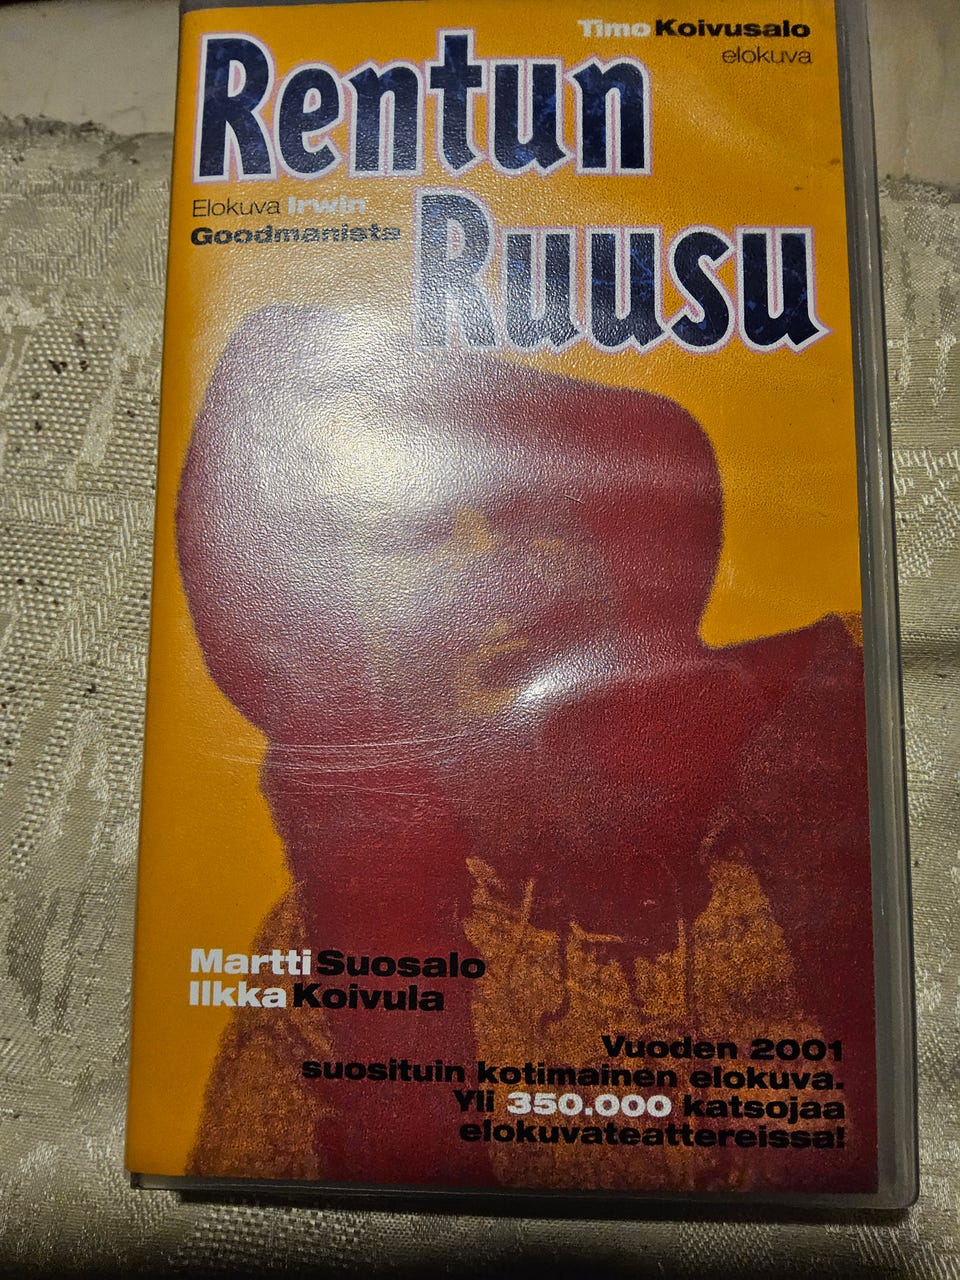 Timo Koivusalo
elokuva
Rentun
Ruusu
Elokuva Irwin
Goodmanista
Martti Suosalo
Ilkka Koivula
Vuoden 2001
suosituin kotimainen elokuva.
Yli 350.000 katsojaa
elokuvateattereissa!